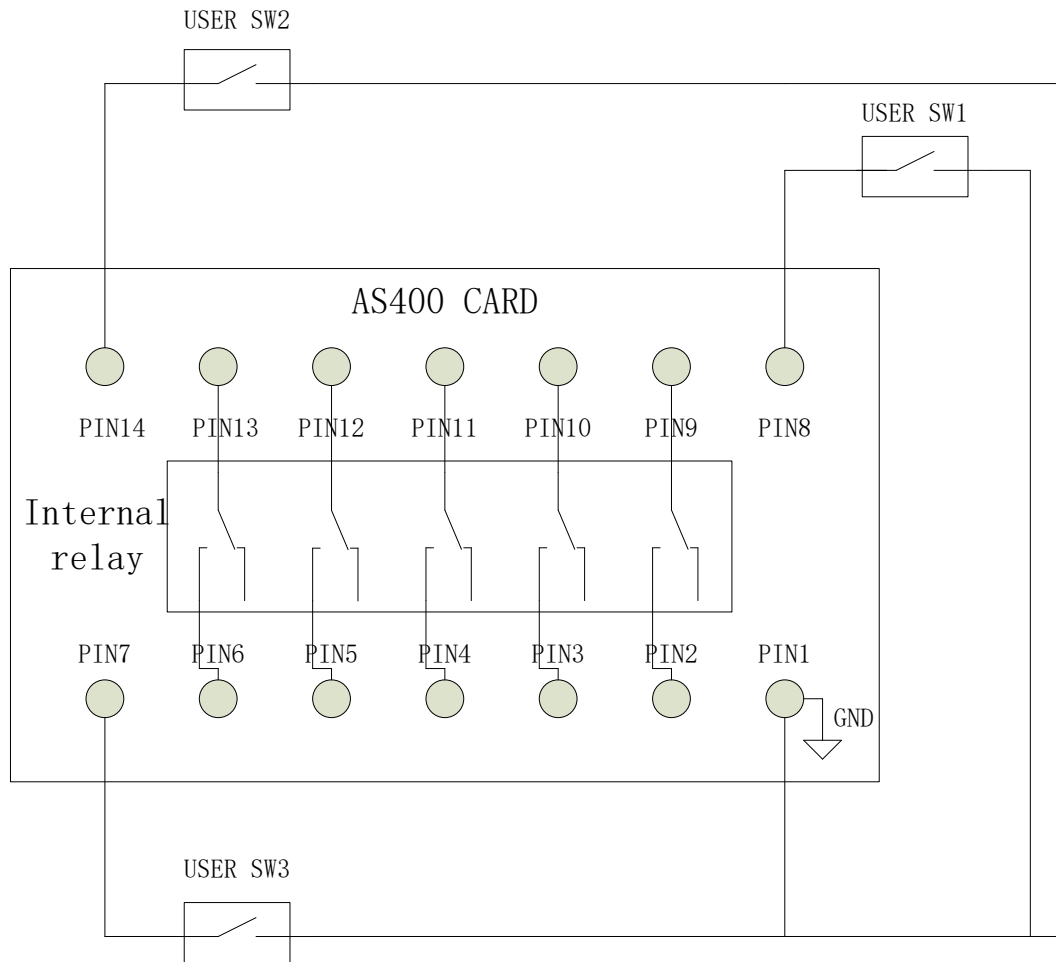 USER SW2
USER SW1
AS400 CARD
PIN14
PIN13
PIN12
PIN11
PIN10
PIN9
PIN8
Internal
relay
PIN7
PIN6
PIN5
PIN4
PIN3
PIN2
PIN1
GND
USER SW3